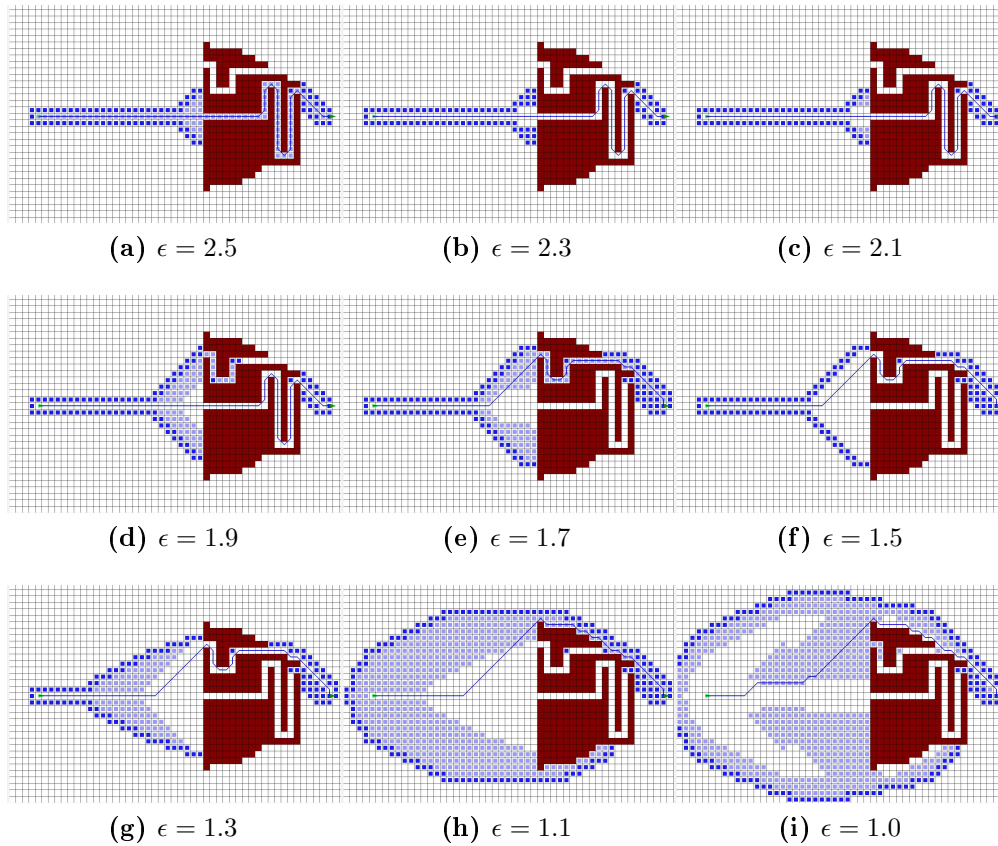 (a) ϵ = 2.5 (b) ϵ = 2.3 (c) ϵ = 2.1
(d) ϵ = 1.9 (e) ϵ = 1.7 (f) ϵ = 1.5
(g) ϵ = 1.3 (h) ϵ = 1.1 (i) ϵ = 1.0